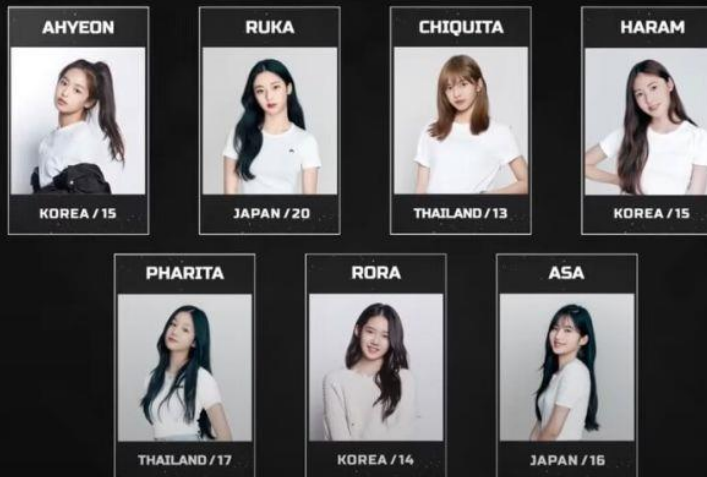 AHYEON
RUKA
CHIQUITA
HARAM
KOREA / 15
JAPAN / 20
THAILAND / 13
KOREA / 15
PHARITA
RORA
ASA
THAILAND / 17
KOREA / 14
JAPAN / 16